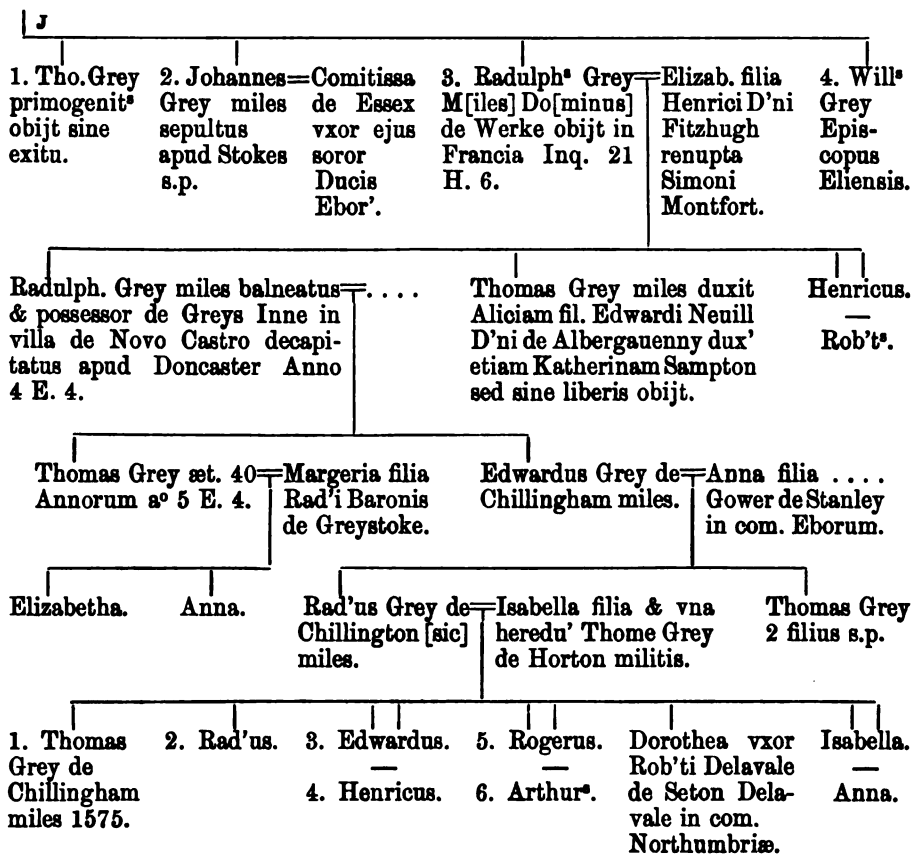 J
1. Tho. Grey
primogenitˢ
obijt sine
exitu.
2. Johannes
Grey miles
sepultus
apud Stokes
s.p.
Comitissa
de Essex
vxor ejus
soror
Ducis
Ebor'.
3. Radulphˢ Grey
M[iles] Do[minus]
de Werke obijt in
Francia Inq. 21
H. 6.
Elizab. filia
Henrici D'ni
Fitzhugh
renupta
Simoni
Montfort.
4. Willˢ
Grey
Epis-
copus
Eliensis.
Radulph. Grey miles balneatus
& possessor de Greys Inne in
villa de Novo Castro decapi-
tatus apud Doncaster Anno
4 E. 4.
. . . .
Thomas Grey miles duxit
Aliciam fil. Edwardi Neuill
D'ni de Albergauenny dux'
etiam Katherinam Sampton
sed sine liberis obijt.
Henricus.
—
Rob'tˢ.
Thomas Grey æt. 40
Annorum aº 5 E. 4.
Margeria filia
Rad'i Baronis
de Greystoke.
Edwardus Grey de
Chillingham miles.
Anna filia . . . .
Gower de Stanley
in com. Eborum.
Elizabetha.
Anna.
Rad'us Grey de
Chillington [sic]
miles.
Isabella filia & vna
heredu' Thome Grey
de Horton militis.
Thomas Grey
2 filius s.p.
1. Thomas
Grey de
Chillingham
miles 1575.
2. Rad'us.
3. Edwardus.
—
4. Henricus.
5. Rogerus.
—
6. Arthurˢ.
Dorothea vxor
Rob'ti Delavale
de Seton Dela-
vale in com.
Northumbriæ.
Isabella.
—
Anna.